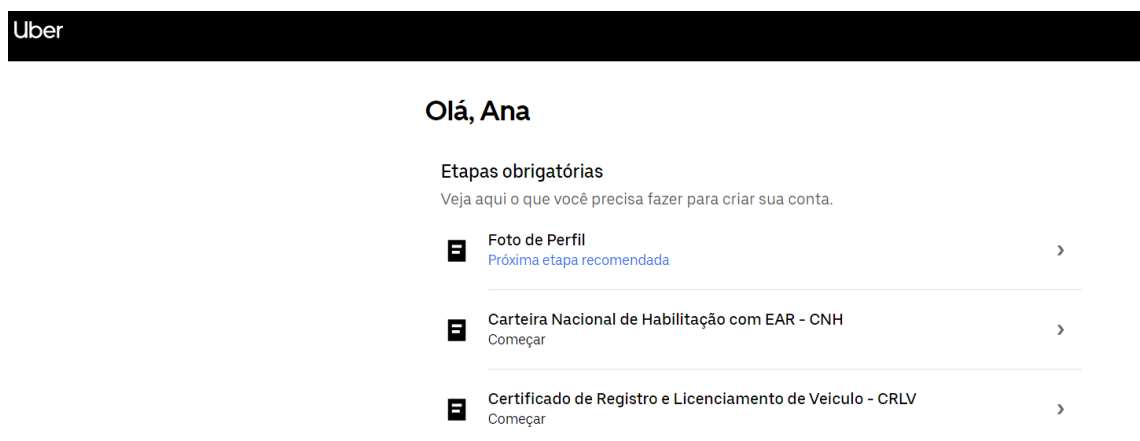 Uber
Olá, Ana
Etapas obrigatórias
Veja aqui o que você precisa fazer para criar sua conta.
Foto de Perfil
Próxima etapa recomendada
Carteira Nacional de Habilitação com EAR - CNH
Começar
Certificado de Registro e Licenciamento de Veiculo - CRLV
Começar